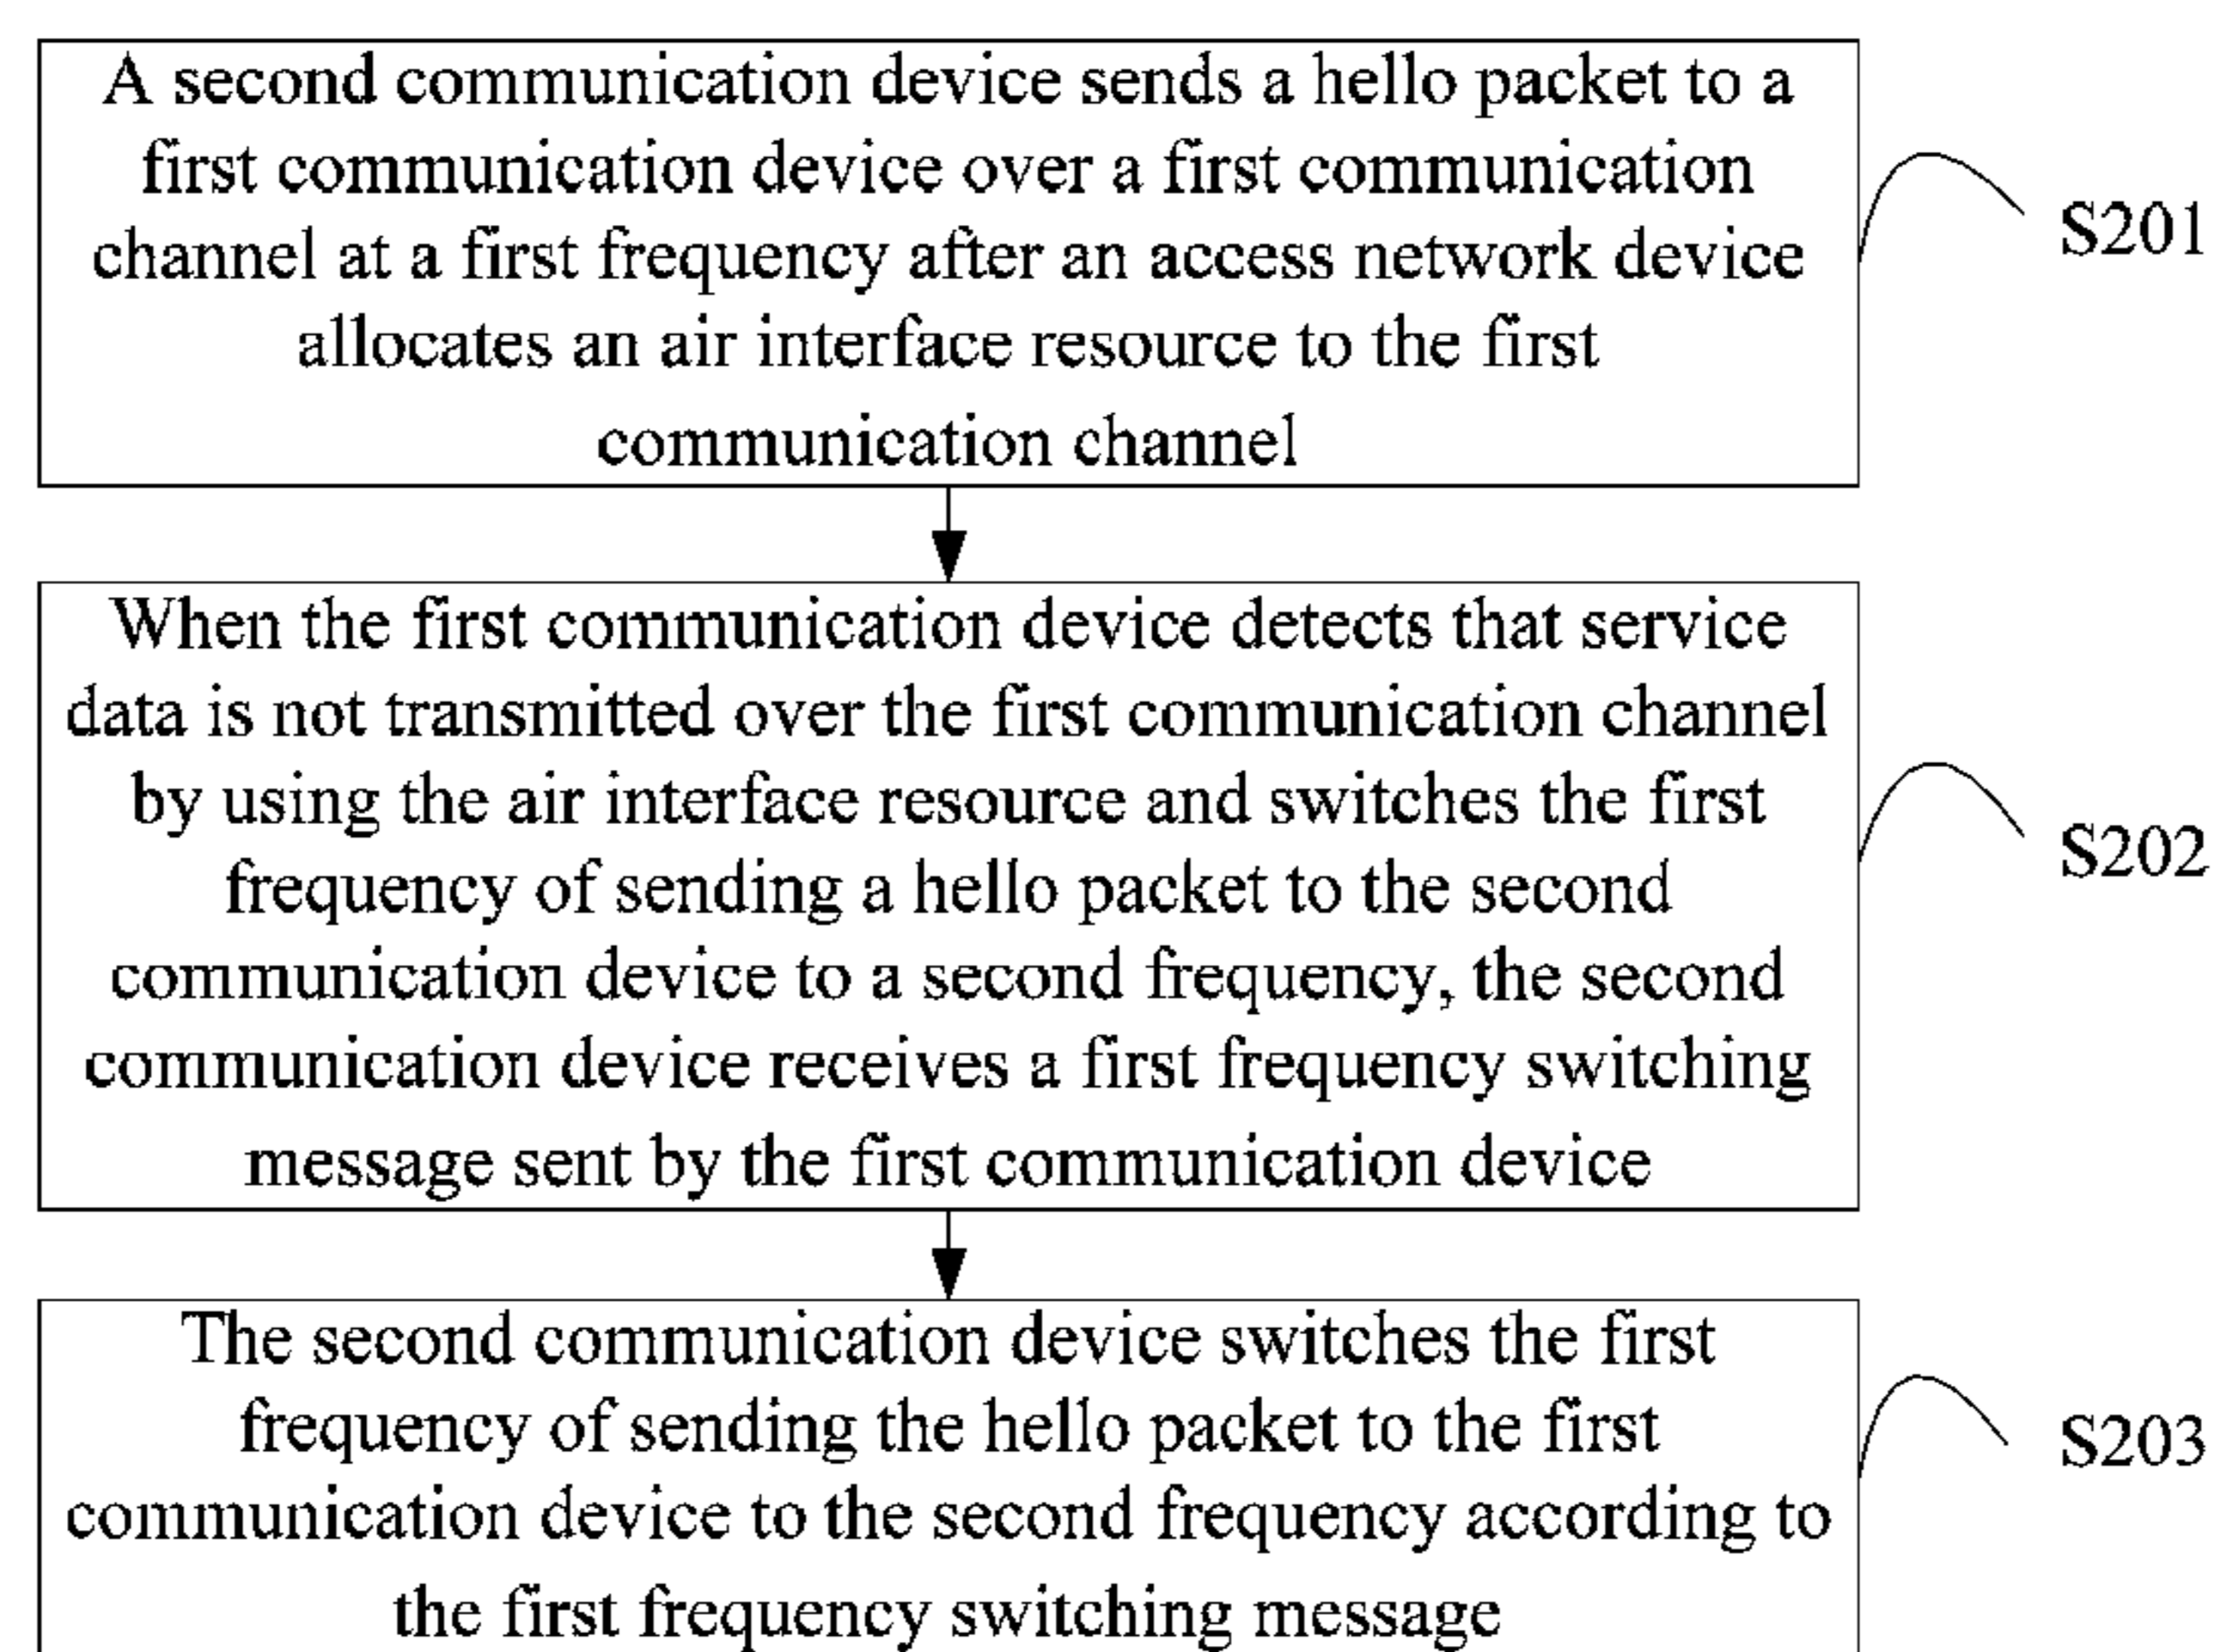 A second communication device sends a hello packet to a
first communication device over a first communication
channel at a first frequency after an access network device
allocates an air interface resource to the first
communication channel
S201
When the first communication device detects that service
data is not transmitted over the first communication channel
by using the air interface resource and switches the first
frequency of sending a hello packet to the second
communication device to a second frequency, the second
communication device receives a first frequency switching
message sent by the first communication device
S202
The second communication device switches the first
frequency of sending the hello packet to the first
communication device to the second frequency according to
the first frequency switching message
S203